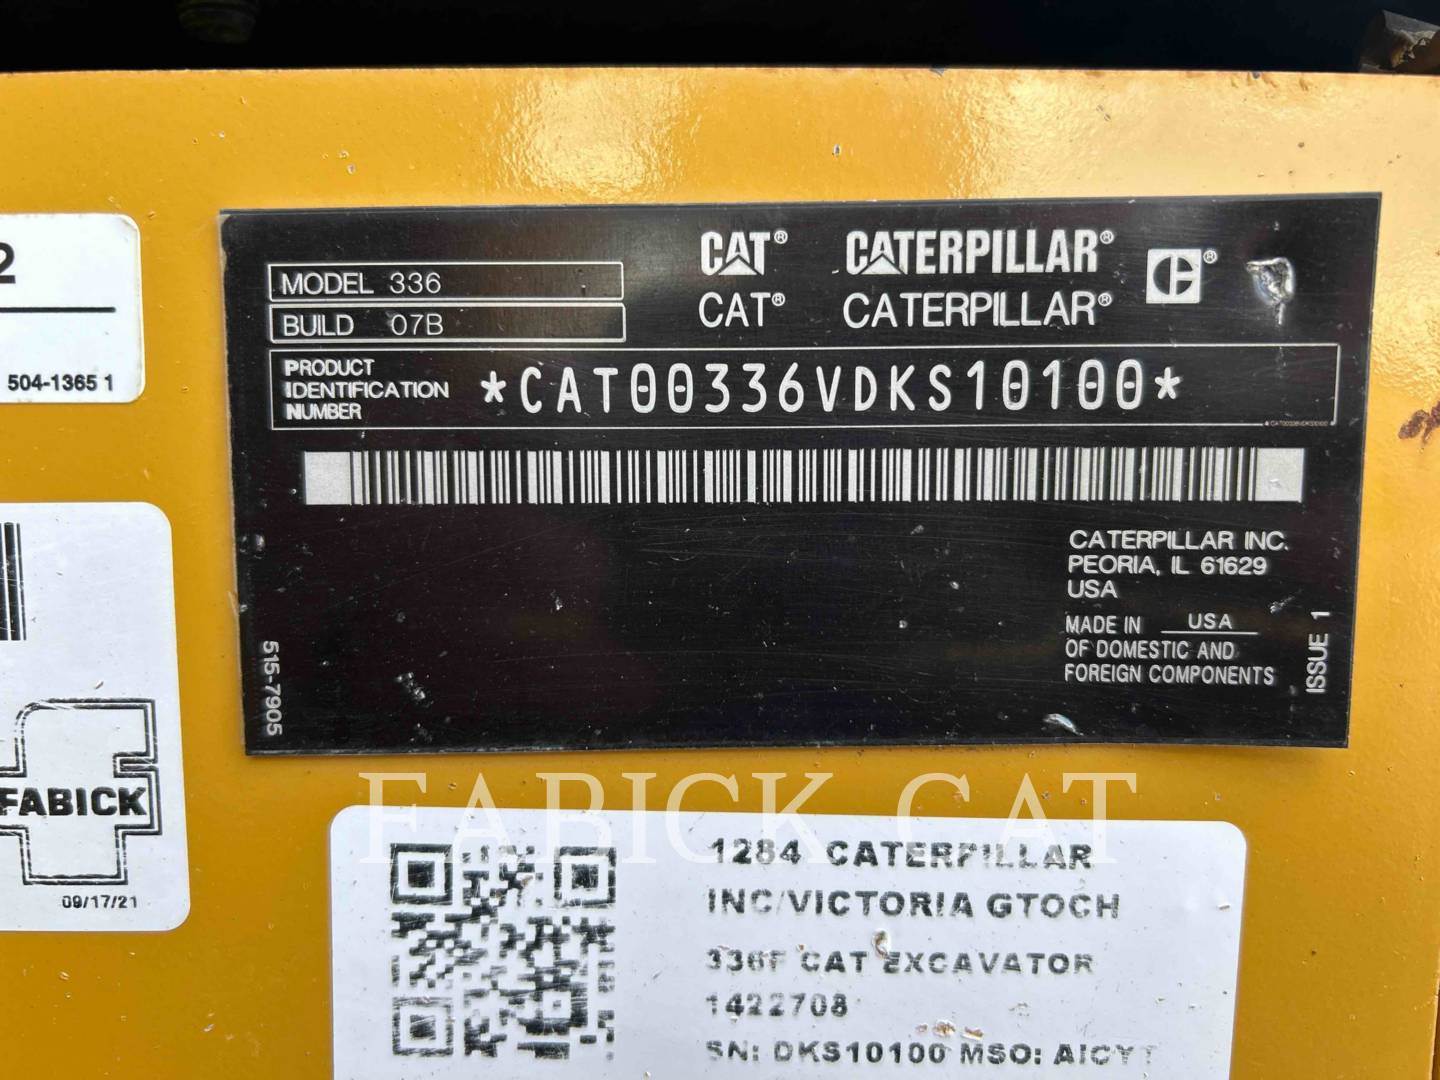 2
504-1365 1
MODEL 336
BUILD 07B
CAT® CATERPILLAR® C®
CAT® CATERPILLAR®
PRODUCT
IDENTIFICATION
NUMBER
*CAT00336VDKS10100*
CATERPILLAR INC.
PEORIA, IL 61629
USA
MADE IN USA
OF DOMESTIC AND
FOREIGN COMPONENTS
ISSUE 1
515-7905
f
FABICK
09/17/21
FABICK CAT
1284 CATERPILLAR
INC/VICTORIA GTOCH
336F CAT EXCAVATOR
1422708
SN: DKS10100 MSO: